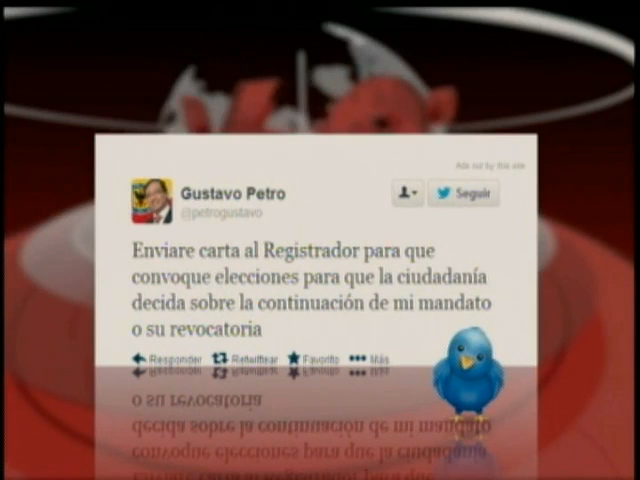 Ads not by this site
Gustavo Petro
@petrogustavo
Seguir
Enviare carta al Registrador para que
convoque elecciones para que la ciudadanía
decida sobre la continuación de mi mandato
o su revocatoria
Responder Retwittear Favorito Más